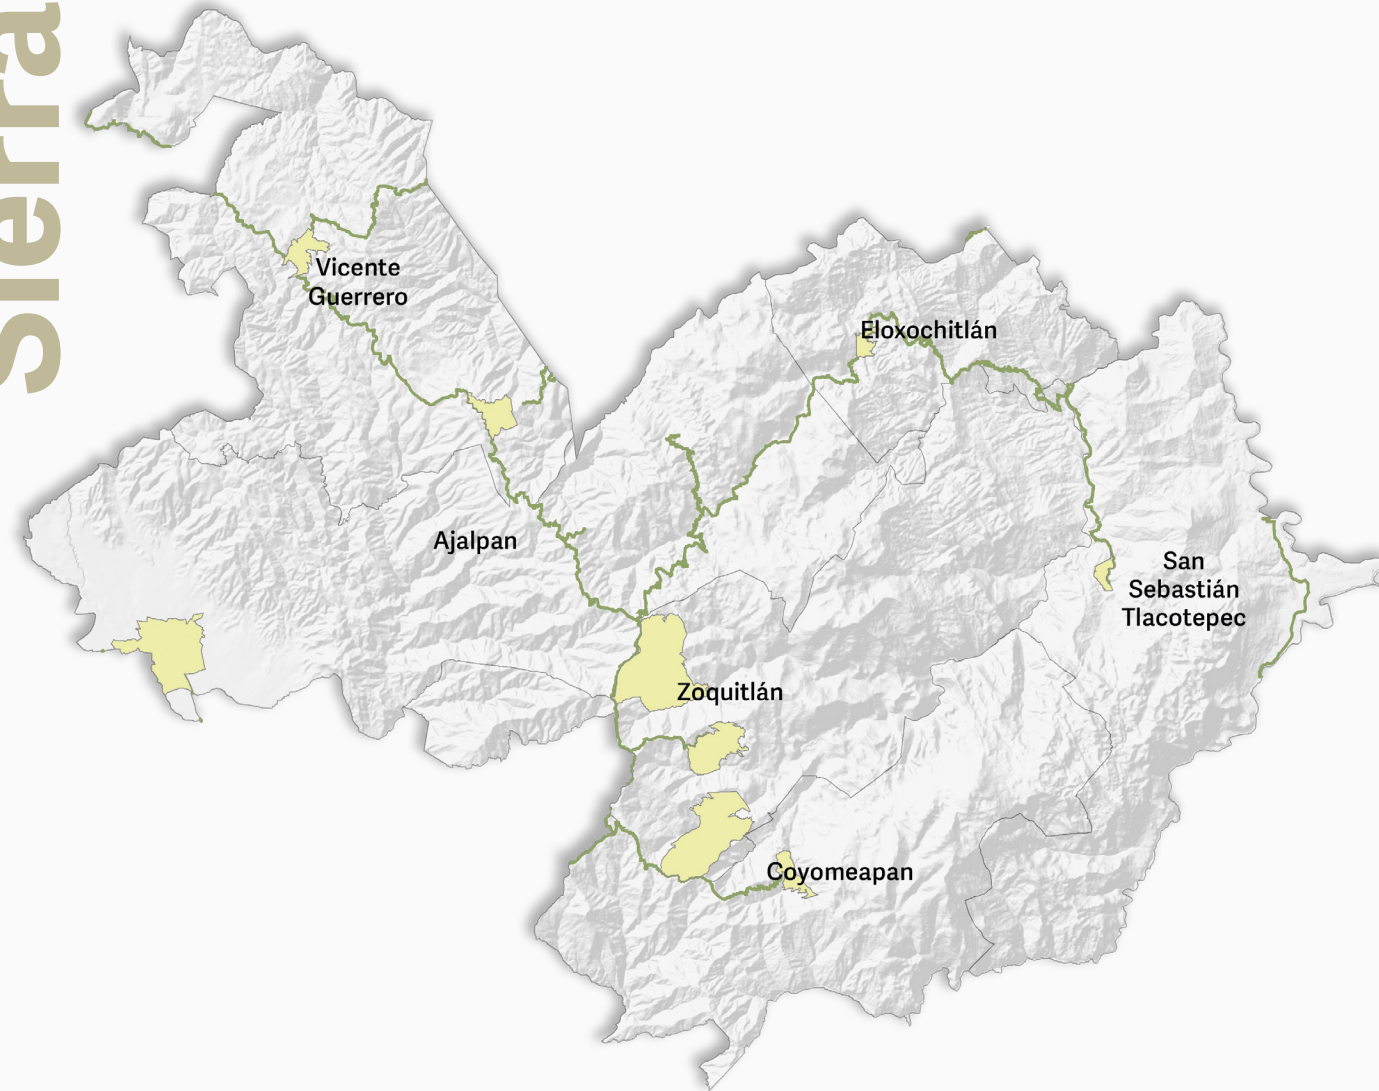 Sierra
Vicente
Guerrero
Eloxochitlán
Ajalpan
San
Sebastián
Tlacotepec
Zoquitlán
Coyomeapan